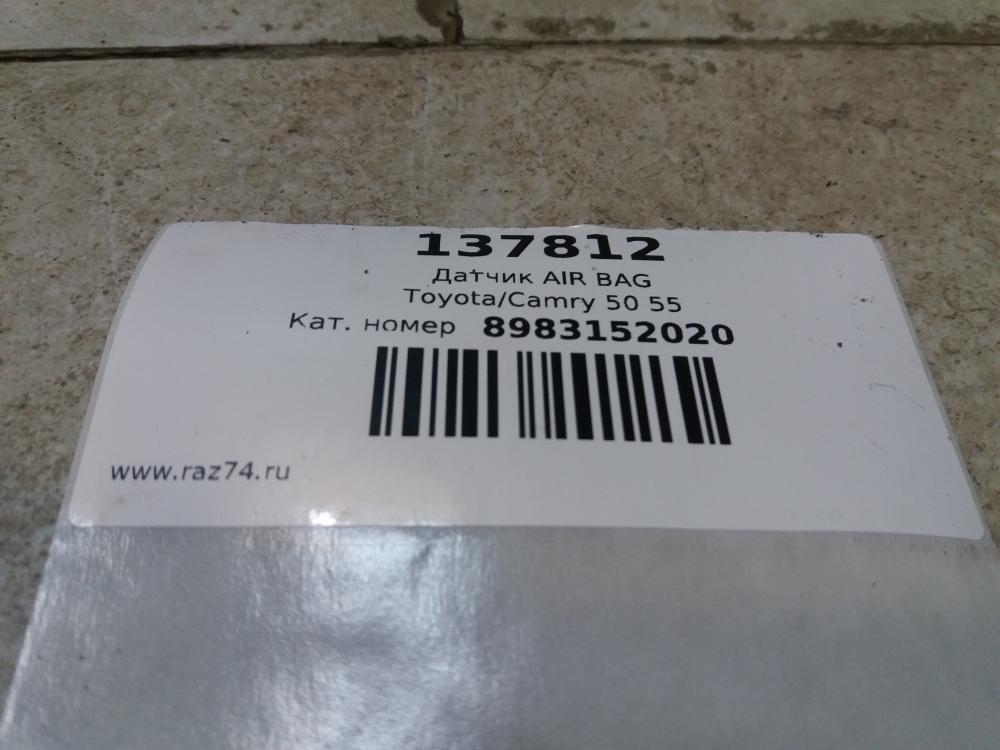 137812
Датчик AIR BAG
Toyota/Camry 50 55
Кат. номер 8983152020
www.raz74.ru